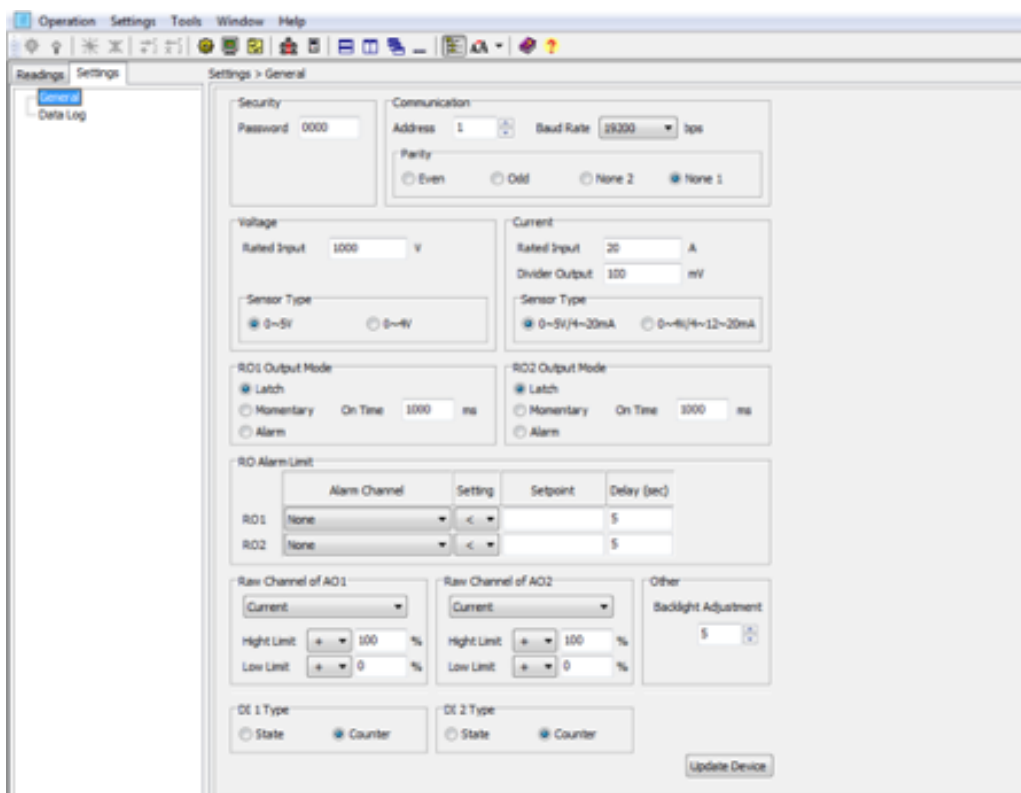 Operation Settings Tools Window Help
Readings Settings
Settings > General
General
Data Log
Security
Password 0000
Communication
Address 1 Baud Rate 19200 bps
Parity
Even Odd None 2 None 1
Voltage
Rated Input 1000 V
Sensor Type
0~5V 0~4V
Current
Rated Input 20 A
Divider Output 100 mV
Sensor Type
0~5V/4~20mA 0~4V/4~12~20mA
RO1 Output Mode
Latch
Momentary On Time 1000 ms
Alarm
RO2 Output Mode
Latch
Momentary On Time 1000 ms
Alarm
RO Alarm Limit
Alarm Channel Setting Setpoint Delay (sec)
RO1 None < 5
RO2 None < 5
Raw Channel of AO1
Current
Hight Limit + 100 %
Low Limit + 0 %
Raw Channel of AO2
Current
Hight Limit + 100 %
Low Limit + 0 %
Other
Backlight Adjustment
5
DI 1 Type
State Counter
DI 2 Type
State Counter
Update Device